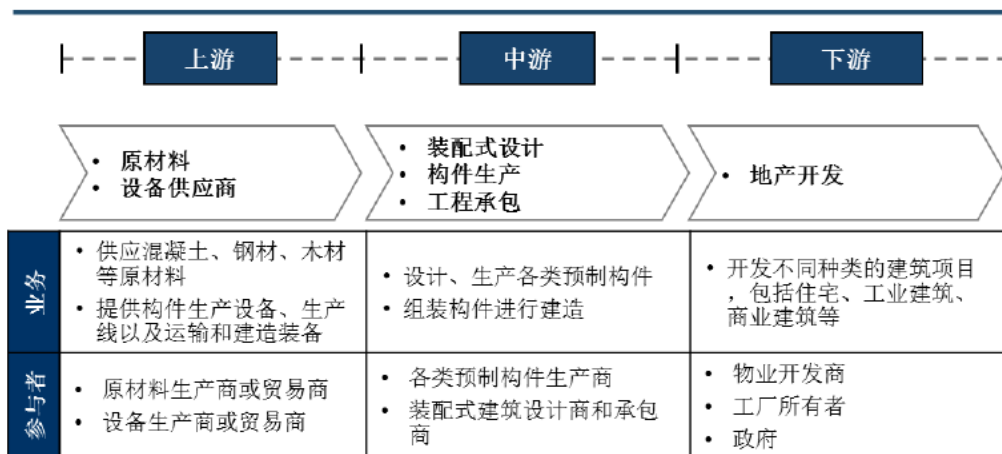 上游
中游
下游
• 原材料
• 设备供应商
• 装配式设计
• 构件生产
• 工程承包
• 地产开发
业务
• 供应混凝土、钢材、木材
等原材料
• 提供构件生产设备、生产
线以及运输和建造装备
• 设计、生产各类预制构件
• 组装构件进行建造
• 开发不同种类的建筑项目
，包括住宅、工业建筑、
商业建筑等
参与者
• 原材料生产商或贸易商
• 设备生产商或贸易商
• 各类预制构件生产商
• 装配式建筑设计商和承包
商
• 物业开发商
• 工厂所有者
• 政府